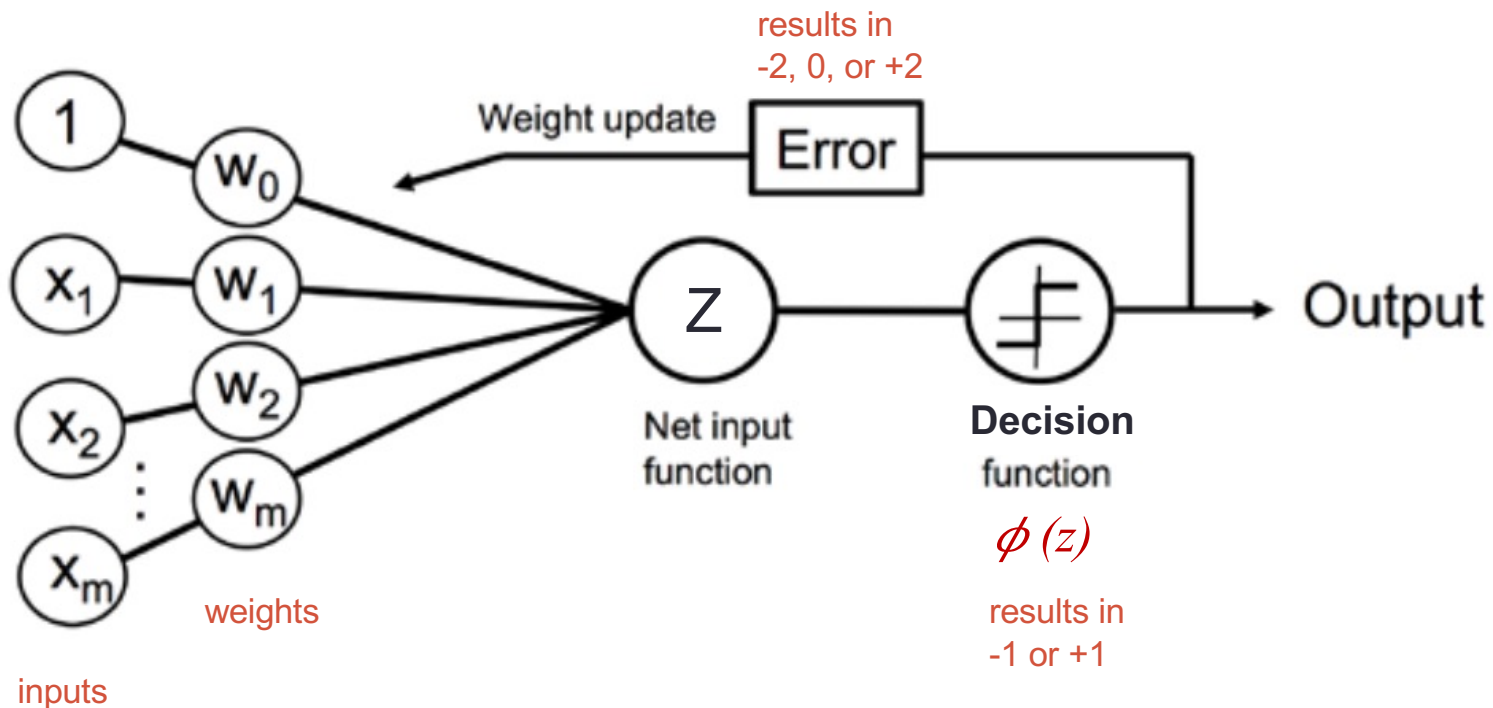 results in
-2, 0, or +2
1
Weight update
Error
w0
x1
w1
Z
Output
x2
w2
Net input
function
Decision
function
⋮
wm
ϕ (z)
xm
weights
results in
-1 or +1
inputs